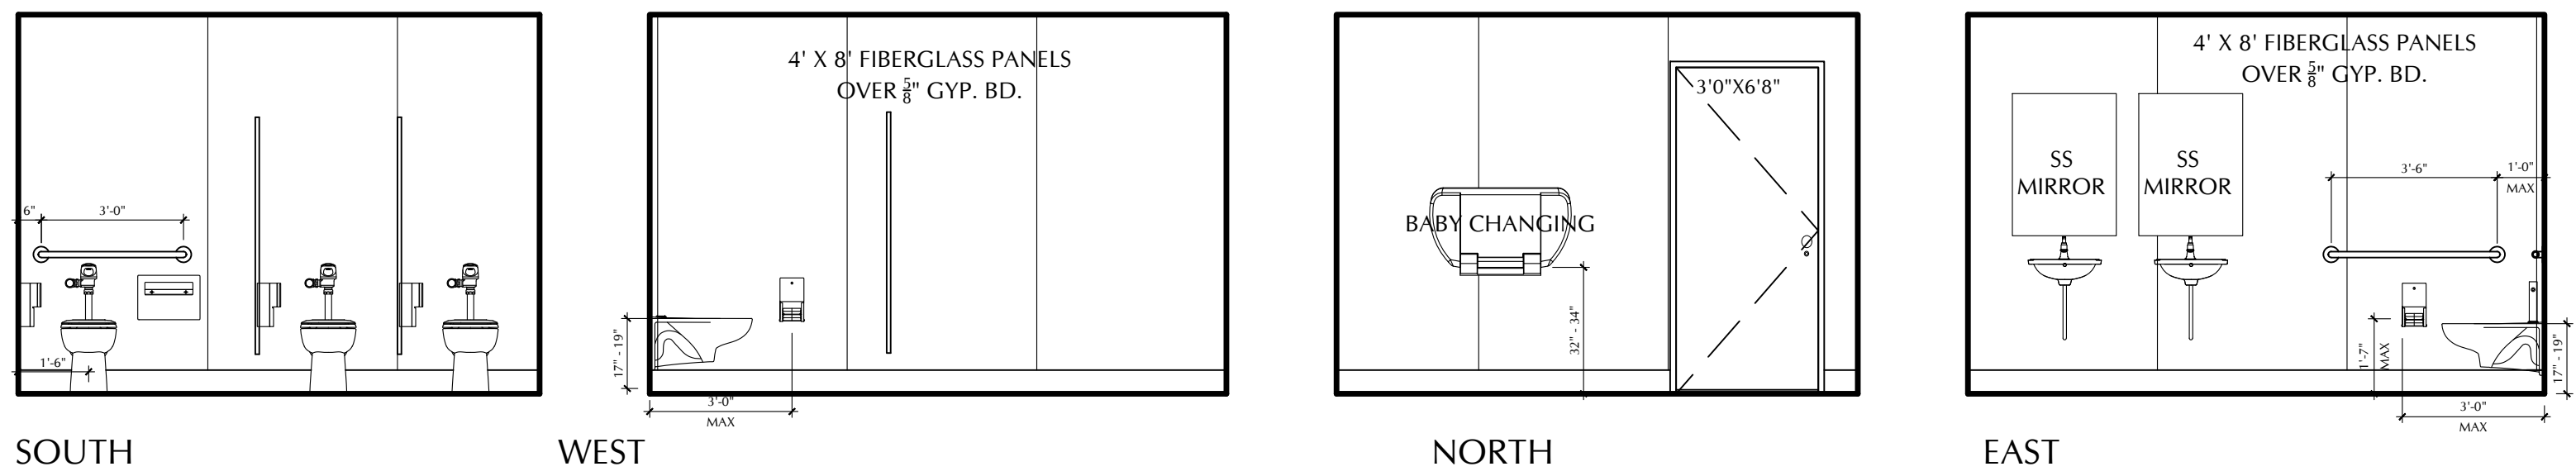 6"
3'-0"
1'-6"
SOUTH
4' X 8' FIBERGLASS PANELS
OVER 5/8" GYP. BD.
17" - 19"
3'-0"
MAX
WEST
3'0"X6'8"
BABY CHANGING
32" - 34"
NORTH
4' X 8' FIBERGLASS PANELS
OVER 5/8" GYP. BD.
SS
MIRROR
SS
MIRROR
3'-6"
1'-0"
MAX
1'-7"
MAX
17" - 19"
3'-0"
MAX
EAST